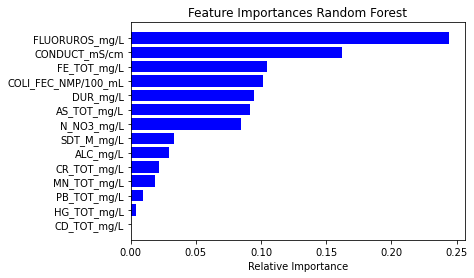 Feature Importances Random Forest
FLUORUROS_mg/L
CONDUCT_mS/cm
FE_TOT_mg/L
COLI_FEC_NMP/100_mL
DUR_mg/L
AS_TOT_mg/L
N_NO3_mg/L
SDT_M_mg/L
ALC_mg/L
CR_TOT_mg/L
MN_TOT_mg/L
PB_TOT_mg/L
HG_TOT_mg/L
CD_TOT_mg/L
0.00 0.05 0.10 0.15 0.20 0.25
Relative Importance